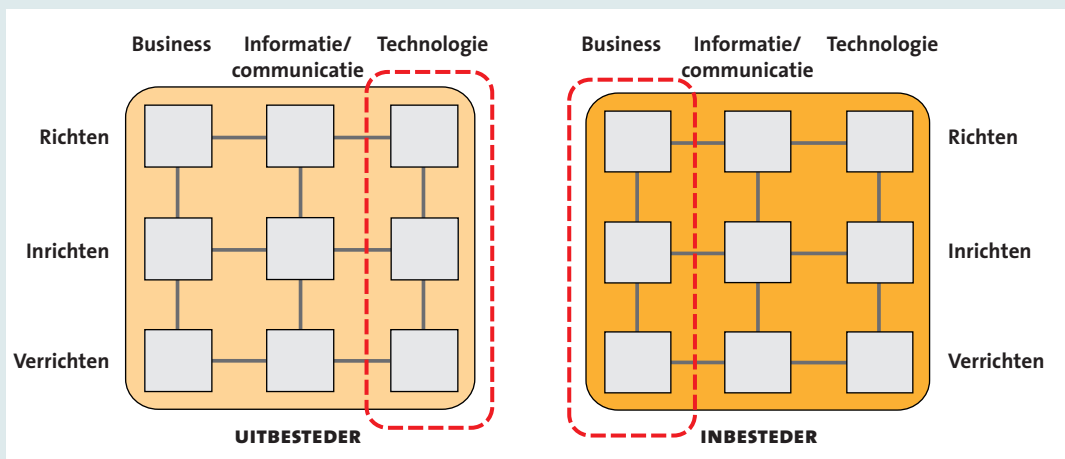 Business Informatie/ Technologie
communicatie
Richten
Inrichten
Verrichten
UITBESTEDER
Business Informatie/ Technologie
communicatie
Richten
Inrichten
Verrichten
INBESTEDER